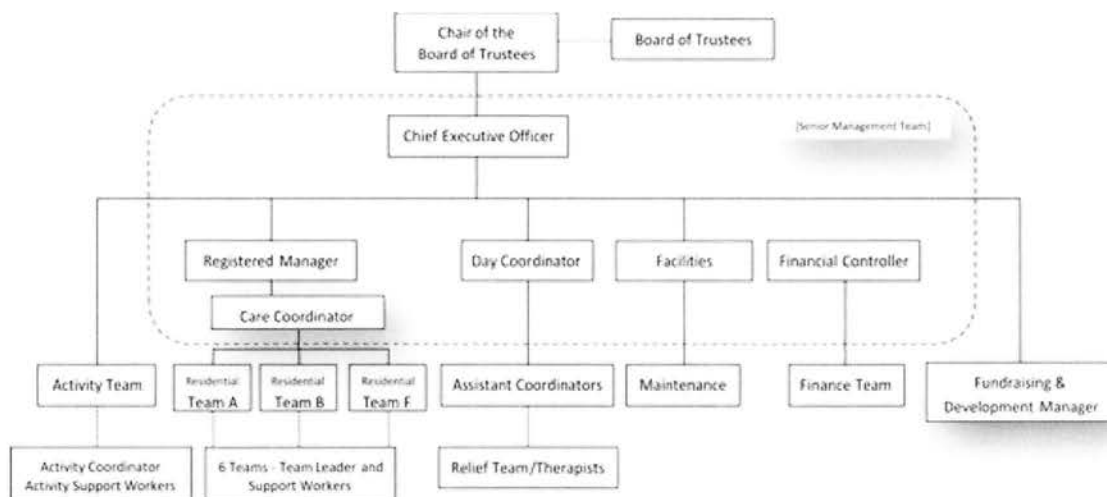 Chair of the
Board of Trustees
Board of Trustees
[Senior Management Team]
Chief Executive Officer
Registered Manager
Day Coordinator
Facilities
Financial Controller
Care Coordinator
Activity Team
Residential
Team A
Residential
Team B
Residential
Team F
Assistant Coordinators
Maintenance
Finance Team
Fundraising &
Development Manager
Activity Coordinator
Activity Support Workers
6 Teams - Team Leader and
Support Workers
Relief Team/Therapists